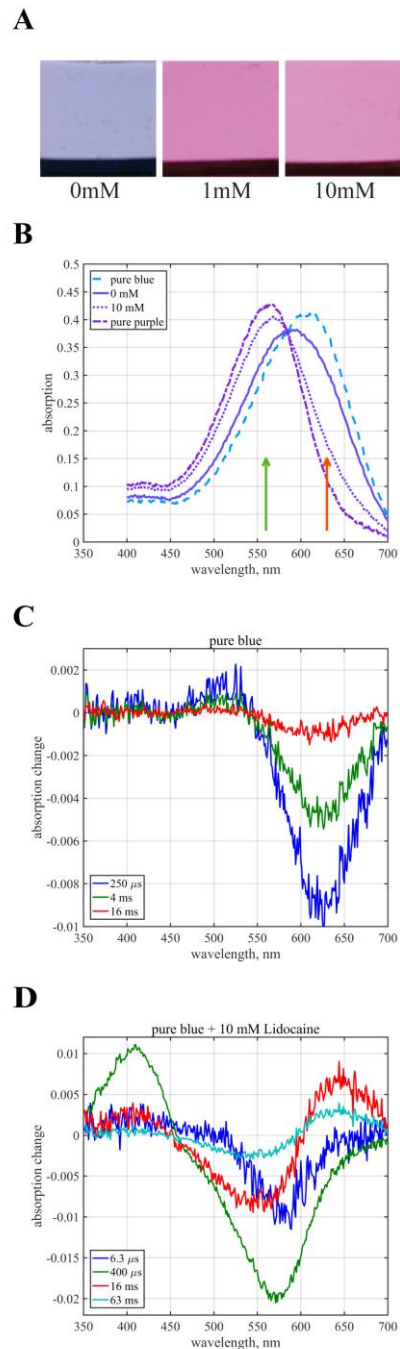 A
0mM 1mM 10mM
B
0.5
0.45
0.4
0.35
0.3
0.25
0.2
0.15
0.1
0.05
0
absorption
pure blue
0 mM
10 mM
pure purple
350 400 450 500 550 600 650 700
wavelength, nm
C
pure blue
0.002
0
-0.002
-0.004
-0.006
-0.008
-0.01
absorption change
250 μs
4 ms
16 ms
350 400 450 500 550 600 650 700
wavelength, nm
D
pure blue + 10 mM Lidocaine
0.01
0.005
0
-0.005
-0.01
-0.015
-0.02
absorption change
6.3 μs
400 μs
16 ms
63 ms
350 400 450 500 550 600 650 700
wavelength, nm